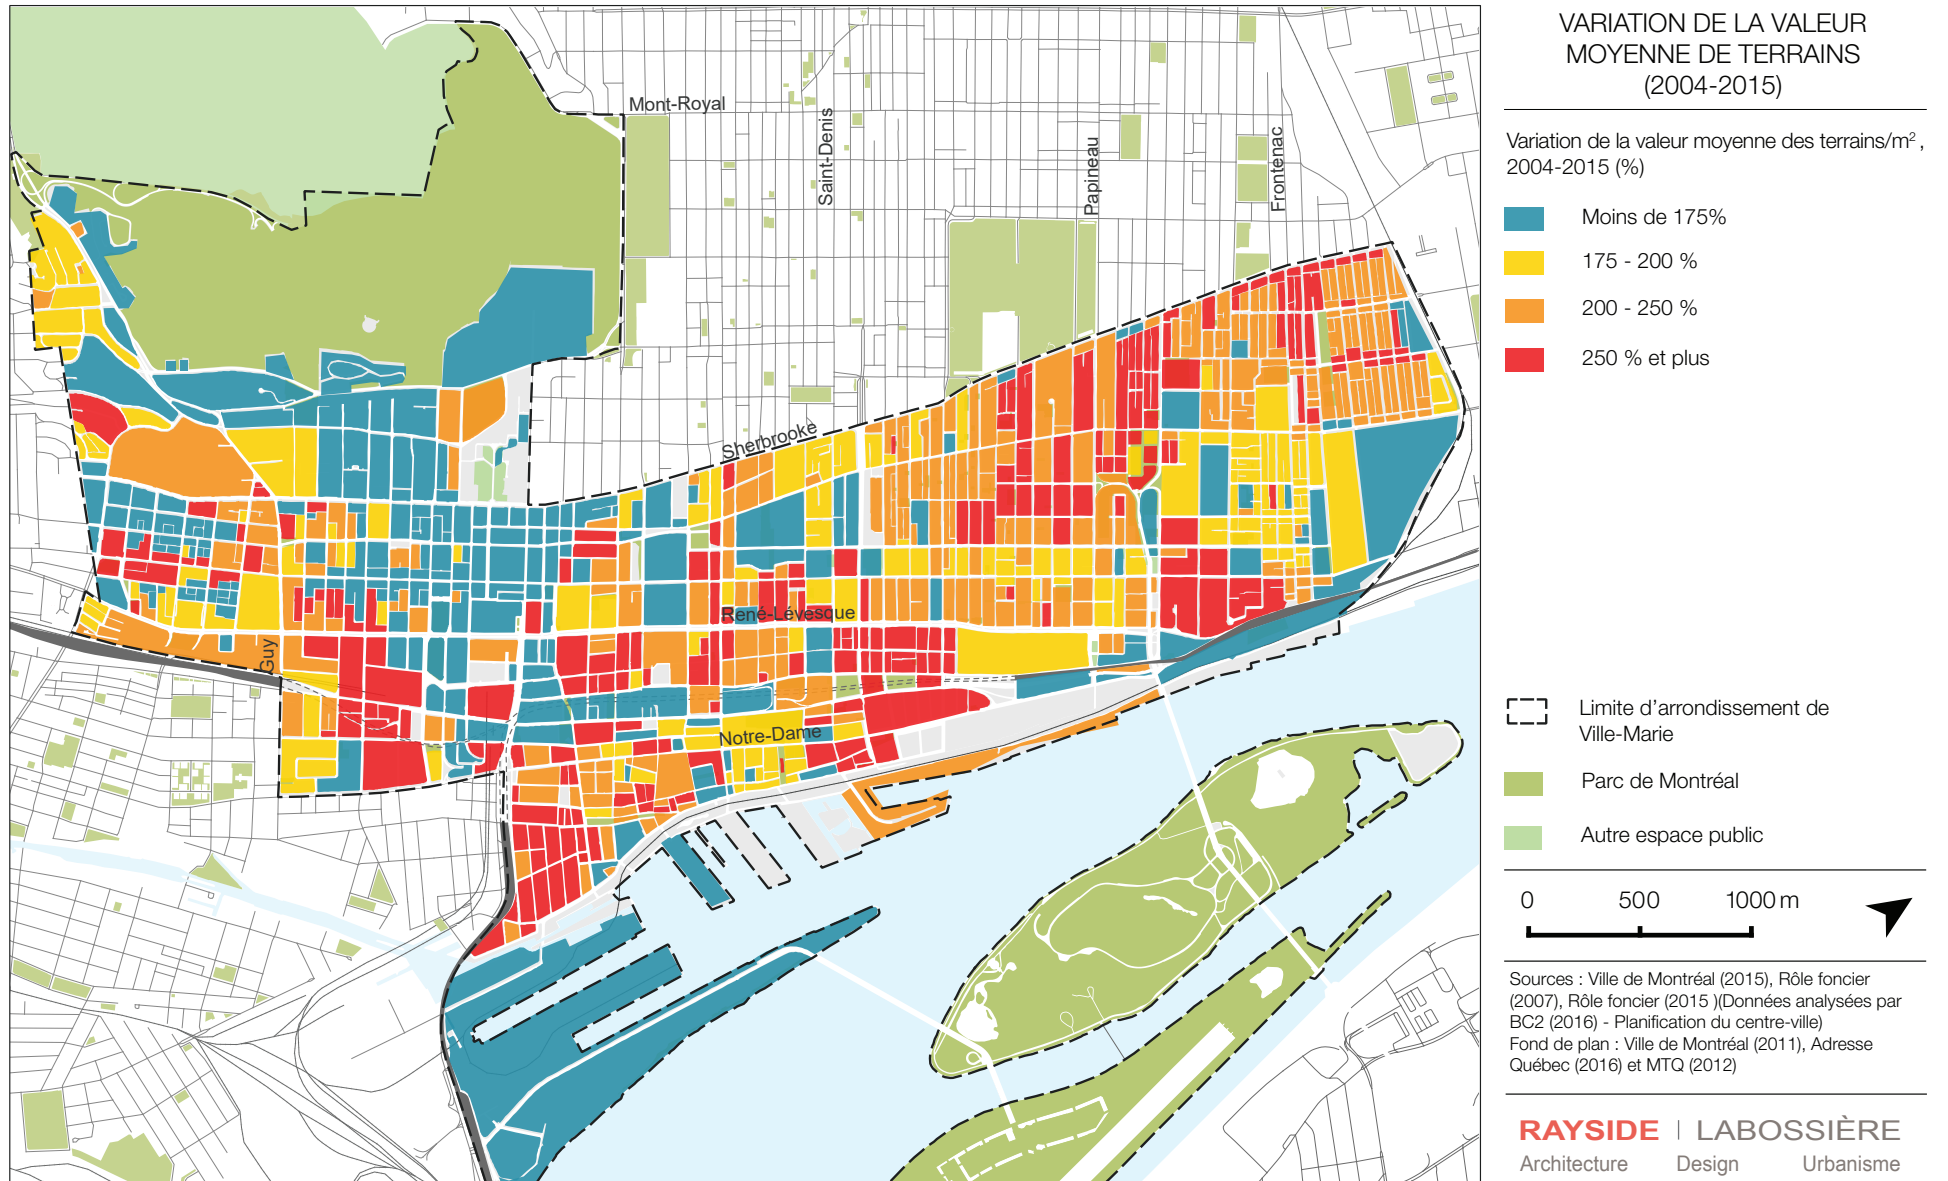 VARIATION DE LA VALEUR
MOYENNE DE TERRAINS
(2004-2015)
Variation de la valeur moyenne des terrains/m² ,
2004-2015 (%)
Moins de 175%
175 - 200 %
200 - 250 %
250 % et plus
Limite d'arrondissement de
Ville-Marie
Parc de Montréal
Autre espace public
0 500 1000 m
Sources : Ville de Montréal (2015), Rôle foncier
(2007), Rôle foncier (2015 )(Données analysées par
BC2 (2016) - Planification du centre-ville)
Fond de plan : Ville de Montréal (2011), Adresse
Québec (2016) et MTQ (2012)
RAYSIDE | LABOSSIÈRE
Architecture Design Urbanisme
Mont-Royal
Saint-Denis
Papineau
Frontenac
Sherbrooke
René-Lévesque
Guy
Notre-Dame